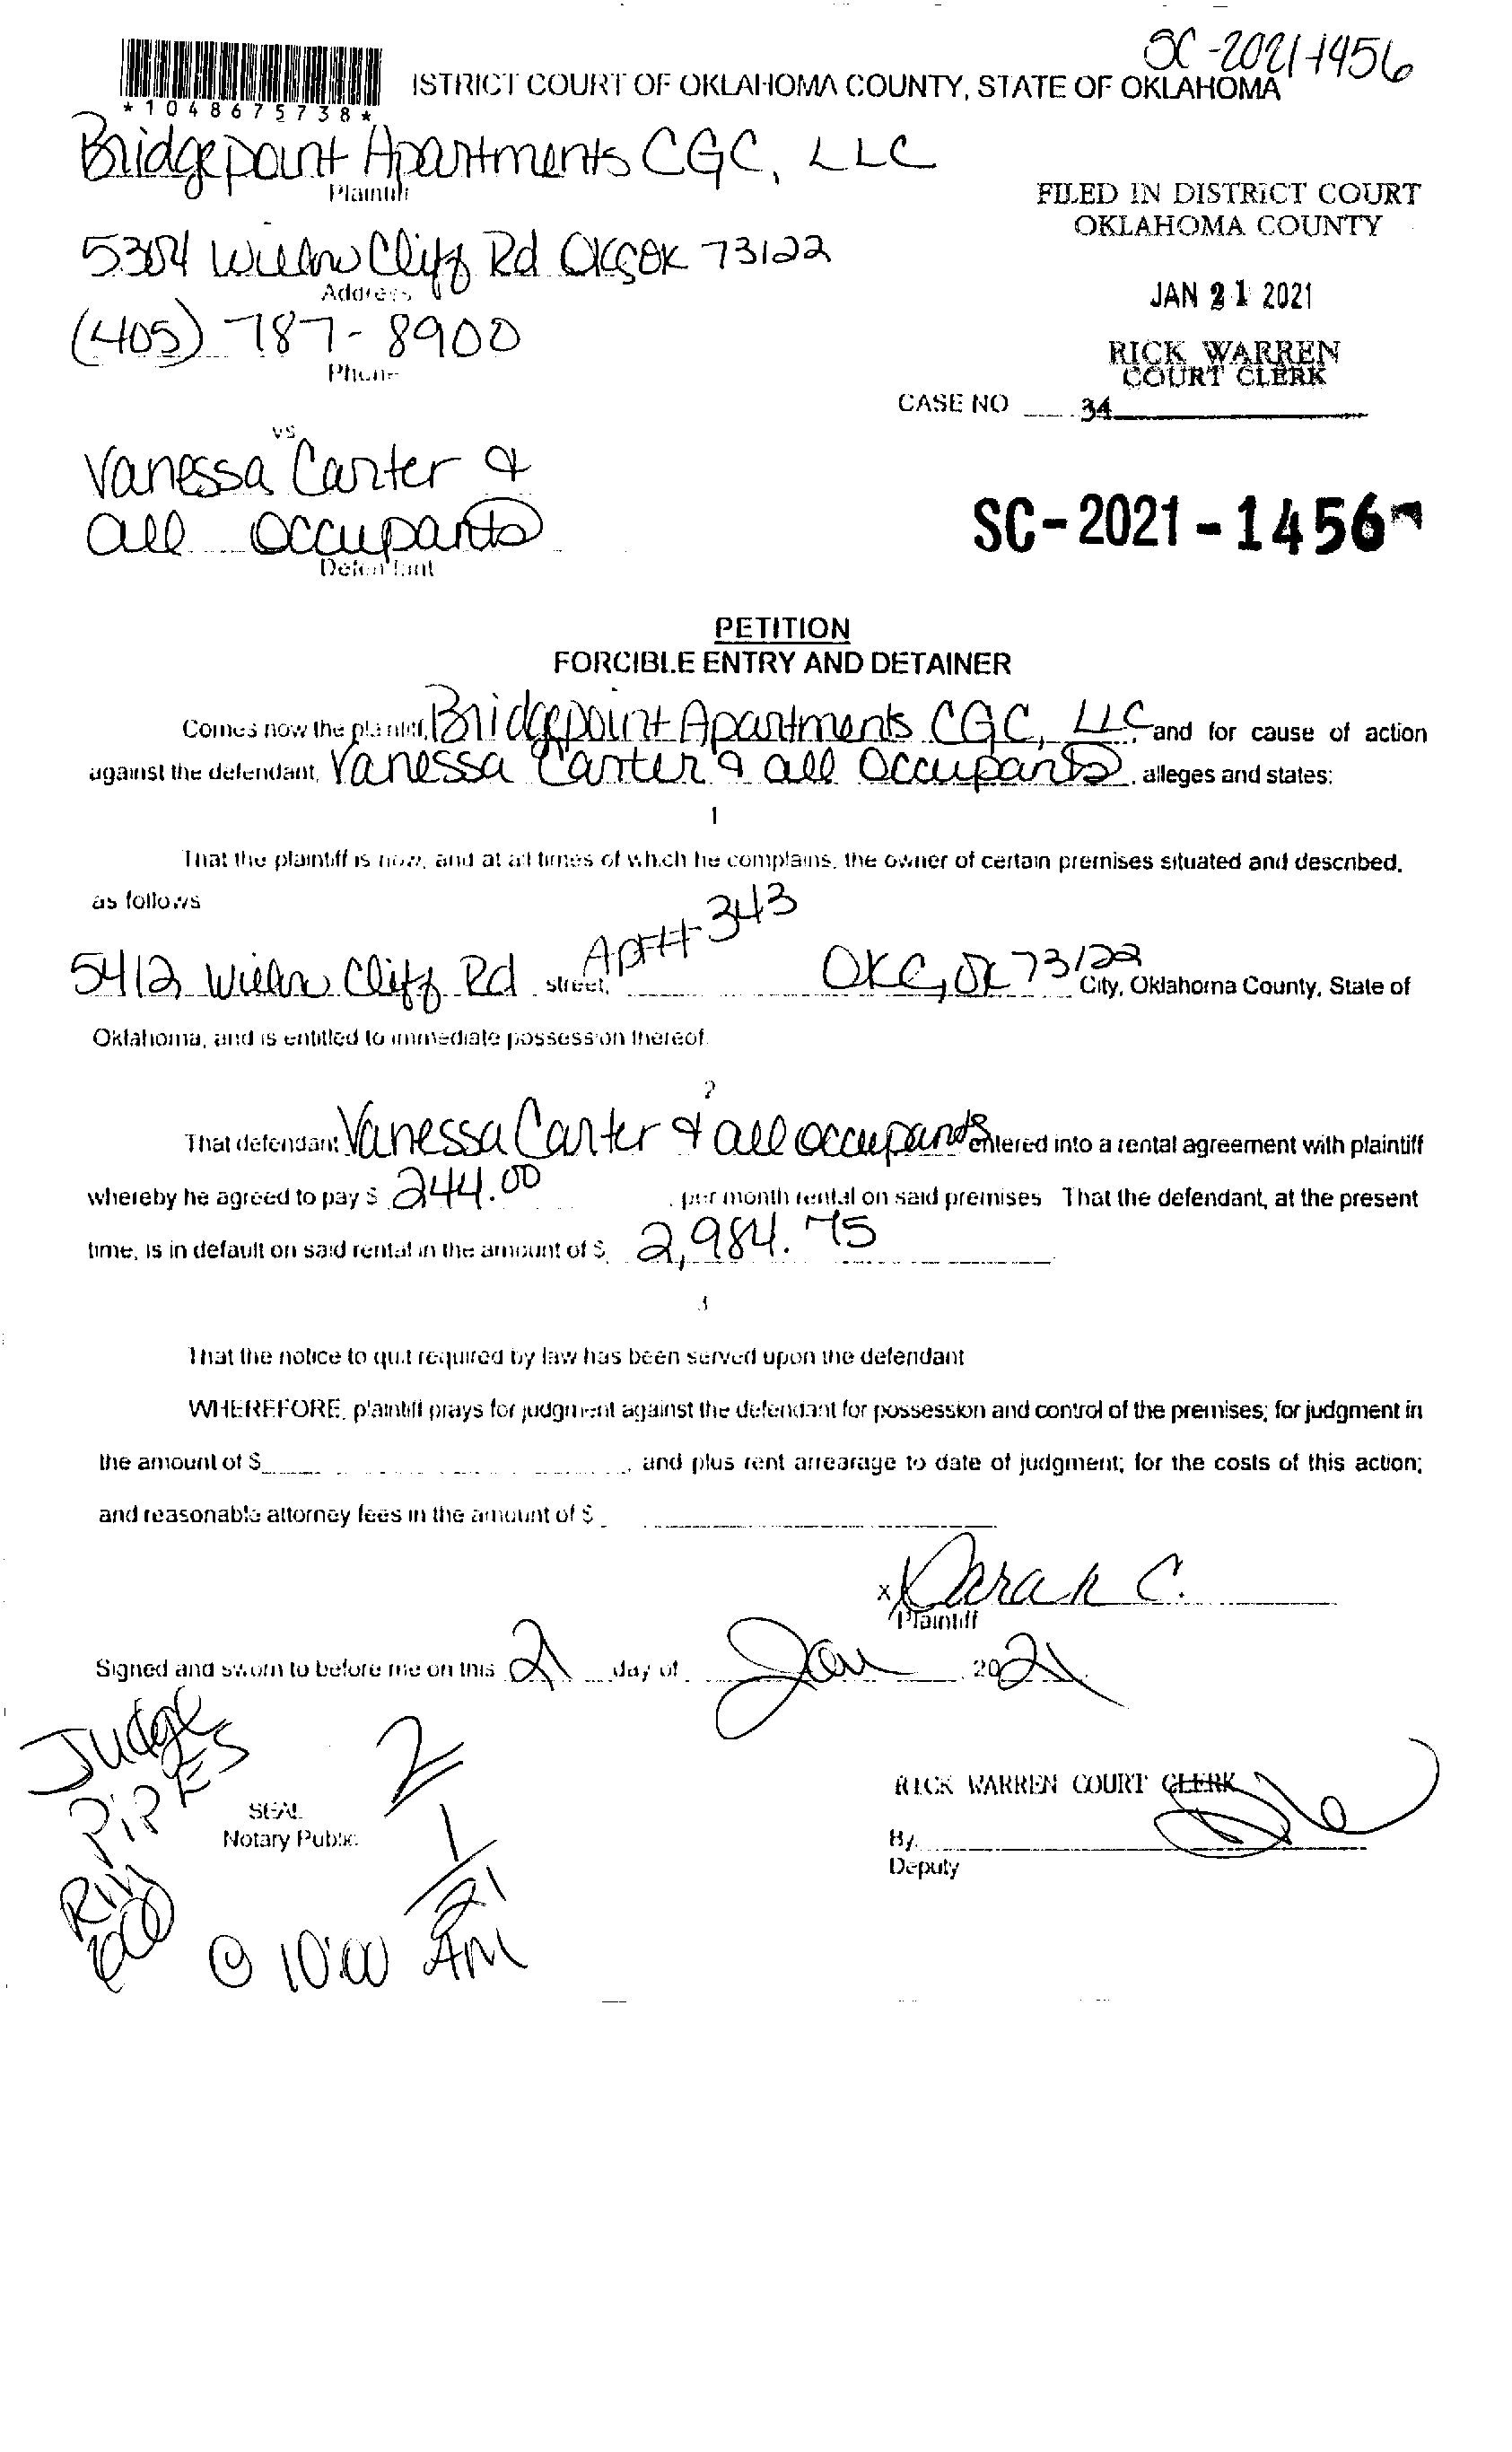 SC-2021-1456
ISTRICT COURT OF OKLAHOMA COUNTY, STATE OF OKLAHOMA
*1048675738*
Bridgepoint Apartments CGC, LLC
Plaintiff
FILED IN DISTRICT COURT
OKLAHOMA COUNTY
5304 Willow Cliff Rd OKC OK 73122
Address
JAN 21 2021
(405) 787-8900
Phone
RICK WARREN
COURT CLERK
CASE NO
34
vs
Vanessa Carter &
all occupants
Defendant
SC-2021-1456
PETITION
FORCIBLE ENTRY AND DETAINER
Comes now the plaintiff, Bridgepoint Apartments CGC, LLC and for cause of action
against the defendant, Vanessa Carter & all Occupants, alleges and states:
1
That the plaintiff is now, and at all times of which he complains, the owner of certain premises situated and described,
as follows
5412 Willow Cliff Rd street, Apt# 343 OKC, OK 73122 City, Oklahoma County, State of
Oklahoma, and is entitled to immediate possession thereof.
2
That defendant Vanessa Carter & all occupants entered into a rental agreement with plaintiff
whereby he agreed to pay $ 244.00 per month rental on said premises That the defendant, at the present
time, is in default on said rental in the amount of $ 2,984.75
3
That the notice to quit required by law has been served upon the defendant
WHEREFORE, plaintiff prays for judgment against the defendant for possession and control of the premises; for judgment in
the amount of $ , and plus rent arrearage to date of judgment; for the costs of this action;
and reasonable attorney fees in the amount of $
x Sarah C.
Plaintiff
Signed and sworn to before me on this 21 day of Jan 2021
Judge
PIPES
2/1/21
RICK WARREN COURT CLERK
SEAL
Notary Public
By
Deputy
Rm
@ 10:00 AM